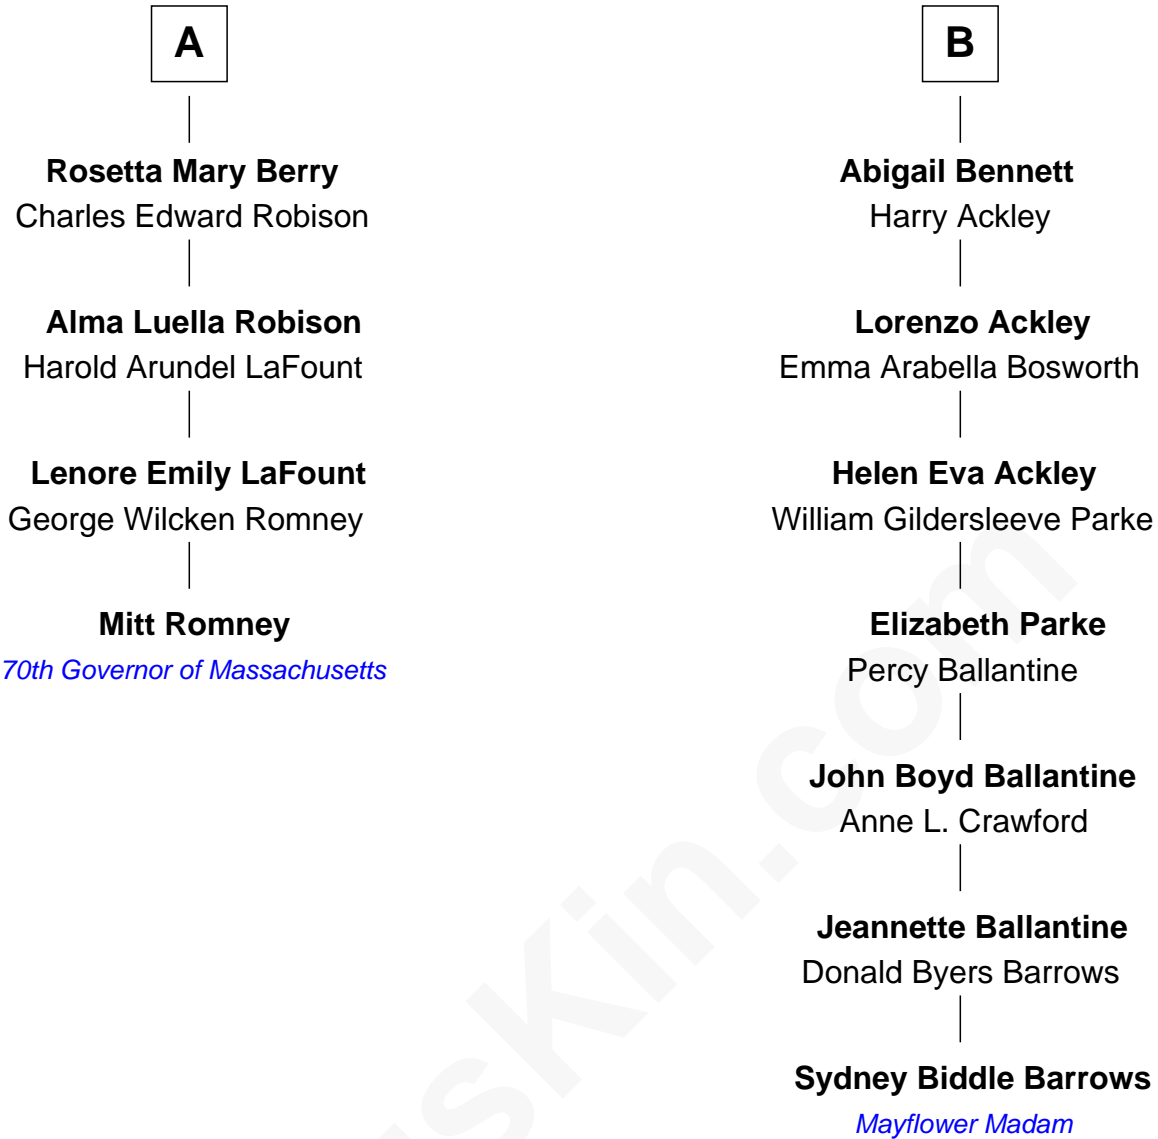 A
Rosetta Mary Berry
Charles Edward Robison
Alma Luella Robison
Harold Arundel LaFount
Lenore Emily LaFount
George Wilcken Romney
Mitt Romney
70th Governor of Massachusetts
B
Abigail Bennett
Harry Ackley
Lorenzo Ackley
Emma Arabella Bosworth
Helen Eva Ackley
William Gildersleeve Parke
Elizabeth Parke
Percy Ballantine
John Boyd Ballantine
Anne L. Crawford
Jeannette Ballantine
Donald Byers Barrows
Sydney Biddle Barrows
Mayflower Madam
usKin.com